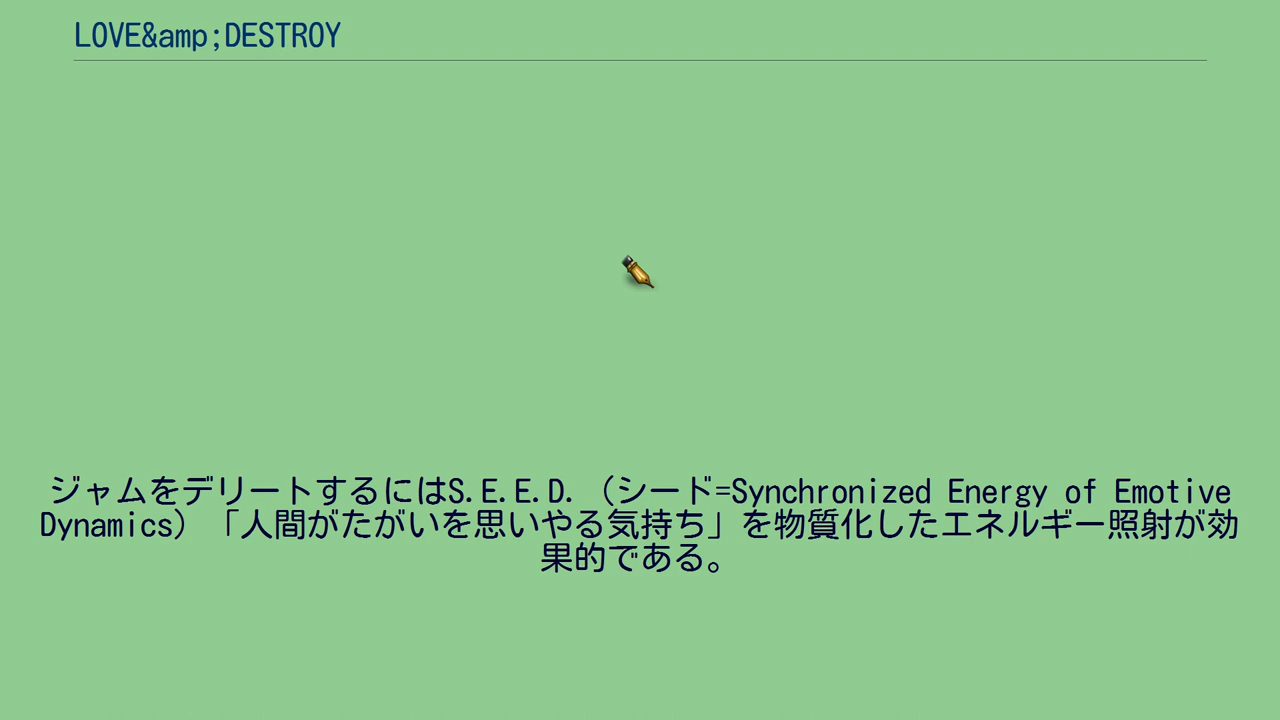 LOVE&amp;DESTROY
ジャムをデリートするにはS.E.E.D.（シード=Synchronized Energy of Emotive
Dynamics）「人間がたがいを思いやる気持ち」を物質化したエネルギー照射が効
果的である。